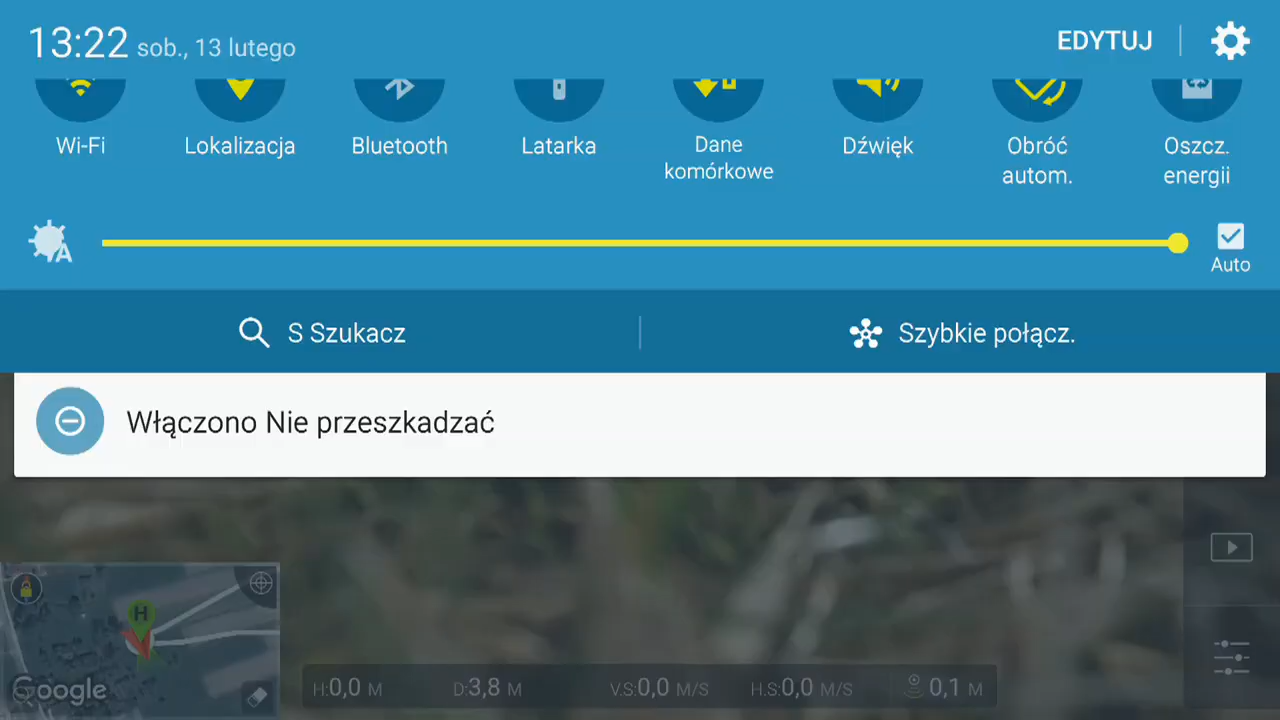 13:22 sob., 13 lutego
EDYTUJ
Wi-Fi
Lokalizacja
Bluetooth
Latarka
Dane
komórkowe
Dźwięk
Obróć
autom.
Oszcz.
energii
A
Auto
S Szukacz
Szybkie połącz.
Włączono Nie przeszkadzać
H
Google
H:0,0 M
D:3,8 M
V.S:0,0 M/S
H.S:0,0 M/S
0,1 M